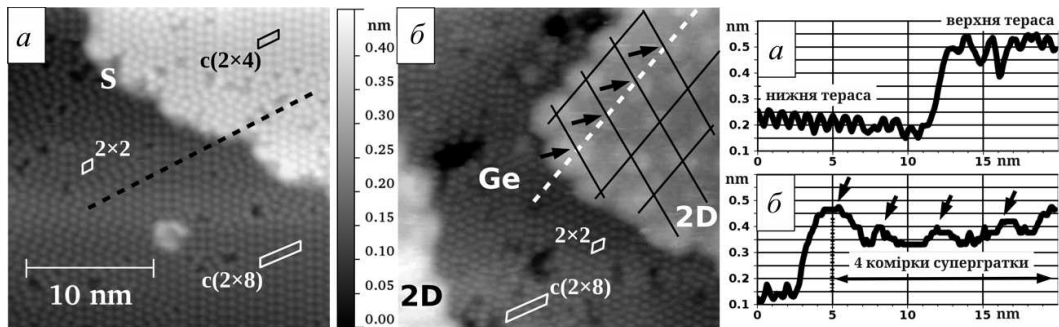 а
c(2×4)
S
2×2
c(2×8)
10 nm
nm
0.40
0.35
0.30
0.25
0.20
0.15
0.10
0.05
0.00
б
Ge
2D
2×2
c(2×8)
2D
nm
а
верхня тераса
0.5
0.4
0.3
нижня тераса
0.2
0.1
0 5 10 15 nm
nm
б
0.5
0.4
0.3
4 комірки супергратки
0.2
0.1
0 5 10 15 nm